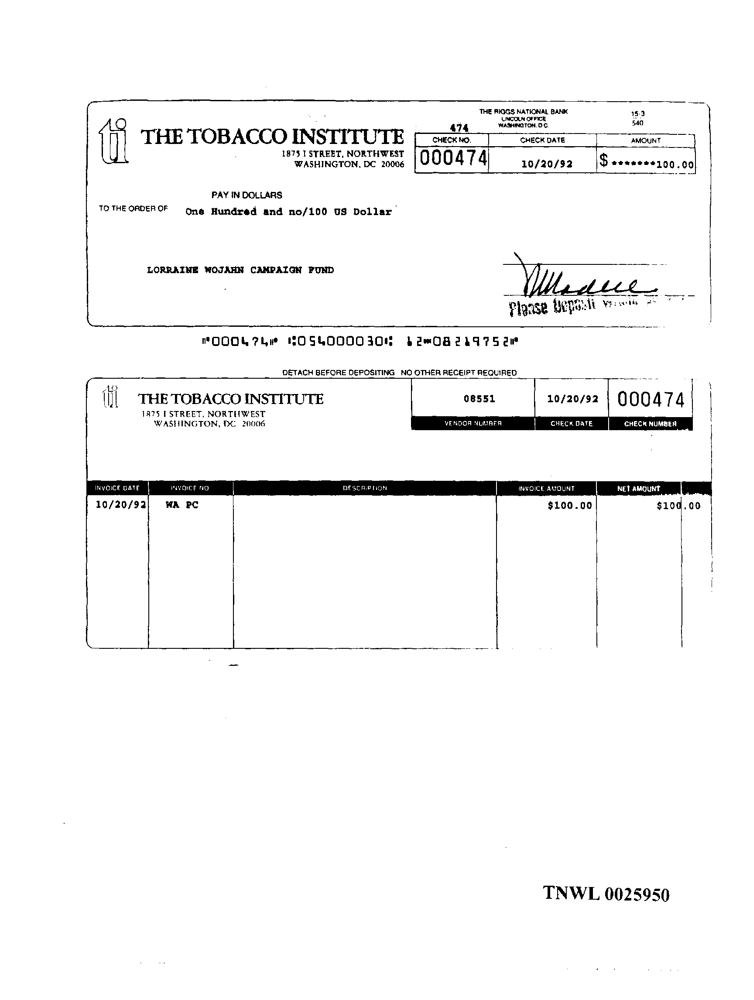 THE RIGGS NATIONAL BANK
LINCOLN OFFICE
WASHINGTON, D.C.
15-3
540
474
ti THE TOBACCO INSTITUTE
1875 I STREET, NORTHWEST
WASHINGTON, DC 20006
CHECK NO. CHECK DATE AMOUNT
000474 10/20/92 $*******100.00
PAY IN DOLLARS
TO THE ORDER OF One Hundred and no/100 US Dollar
LORRAINE WOJAHN CAMPAIGN FUND
Please Deposit
⑈000474⑈ ⑆054000030⑆ 12⑉08219752⑈
DETACH BEFORE DEPOSITING NO OTHER RECEIPT REQUIRED
ti THE TOBACCO INSTITUTE
1875 I STREET, NORTHWEST
WASHINGTON, DC 20006
08551 10/20/92 000474
VENDOR NUMBER CHECK DATE CHECK NUMBER
INVOICE DATE INVOICE NO DESCRIPTION INVOICE AMOUNT NET AMOUNT
10/20/92 WA PC $100.00 $100.00
TNWL 0025950